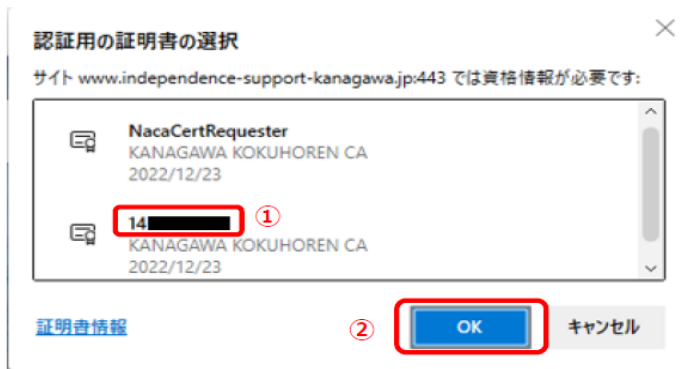 認証用の証明書の選択
サイト www.independence-support-kanagawa.jp:443 では資格情報が必要です:
NacaCertRequester
KANAGAWA KOKUHOREN CA
2022/12/23
14 ①
KANAGAWA KOKUHOREN CA
2022/12/23
証明書情報 ② OK キャンセル